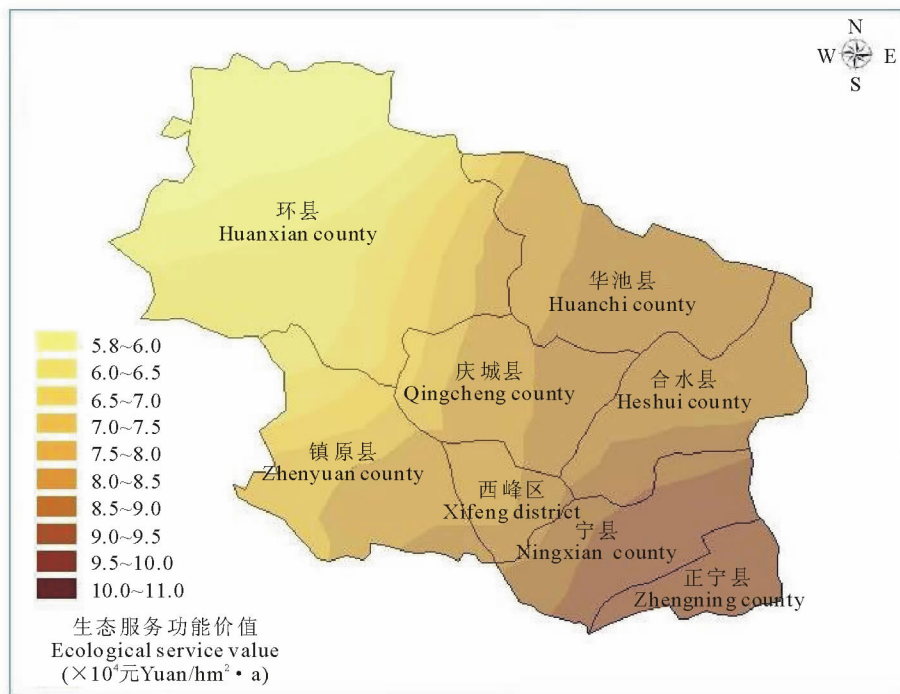 N
W E
S
环县
Huanxian county
华池县
Huanchi county
庆城县
Qingcheng county
合水县
Heshui county
镇原县
Zhenyuan county
西峰区
Xifeng district
宁县
Ningxian county
正宁县
Zhengning county
5.8~6.0
6.0~6.5
6.5~7.0
7.0~7.5
7.5~8.0
8.0~8.5
8.5~9.0
9.0~9.5
9.5~10.0
10.0~11.0
生态服务功能价值
Ecological service value
(×10⁴元Yuan/hm²·a)